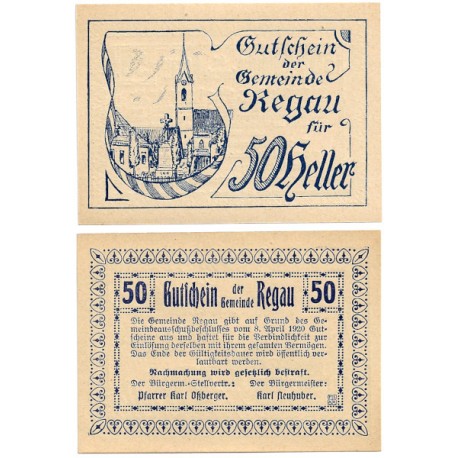 Gutschein
der
Gemeinde
Regau
für
50 Heller
50 Gutschein der Gemeinde Regau 50
Die Gemeinde Regau gibt auf Grund des Ge-
meindeausschußbeschlusses vom 8. April 1920 Gut-
scheine aus und haftet für die Verbindlichkeit zur
Einlösung derselben mit ihrem gesamten Vermögen.
Das Ende der Gültigkeitsdauer wird öffentlich ver-
lautbart werden.
Nachmachung wird gesetzlich bestraft.
Der Bürgerm.-Stellvertr.: Der Bürgermeister:
Pfarrer Karl Oßberger. Karl Neuhuber.